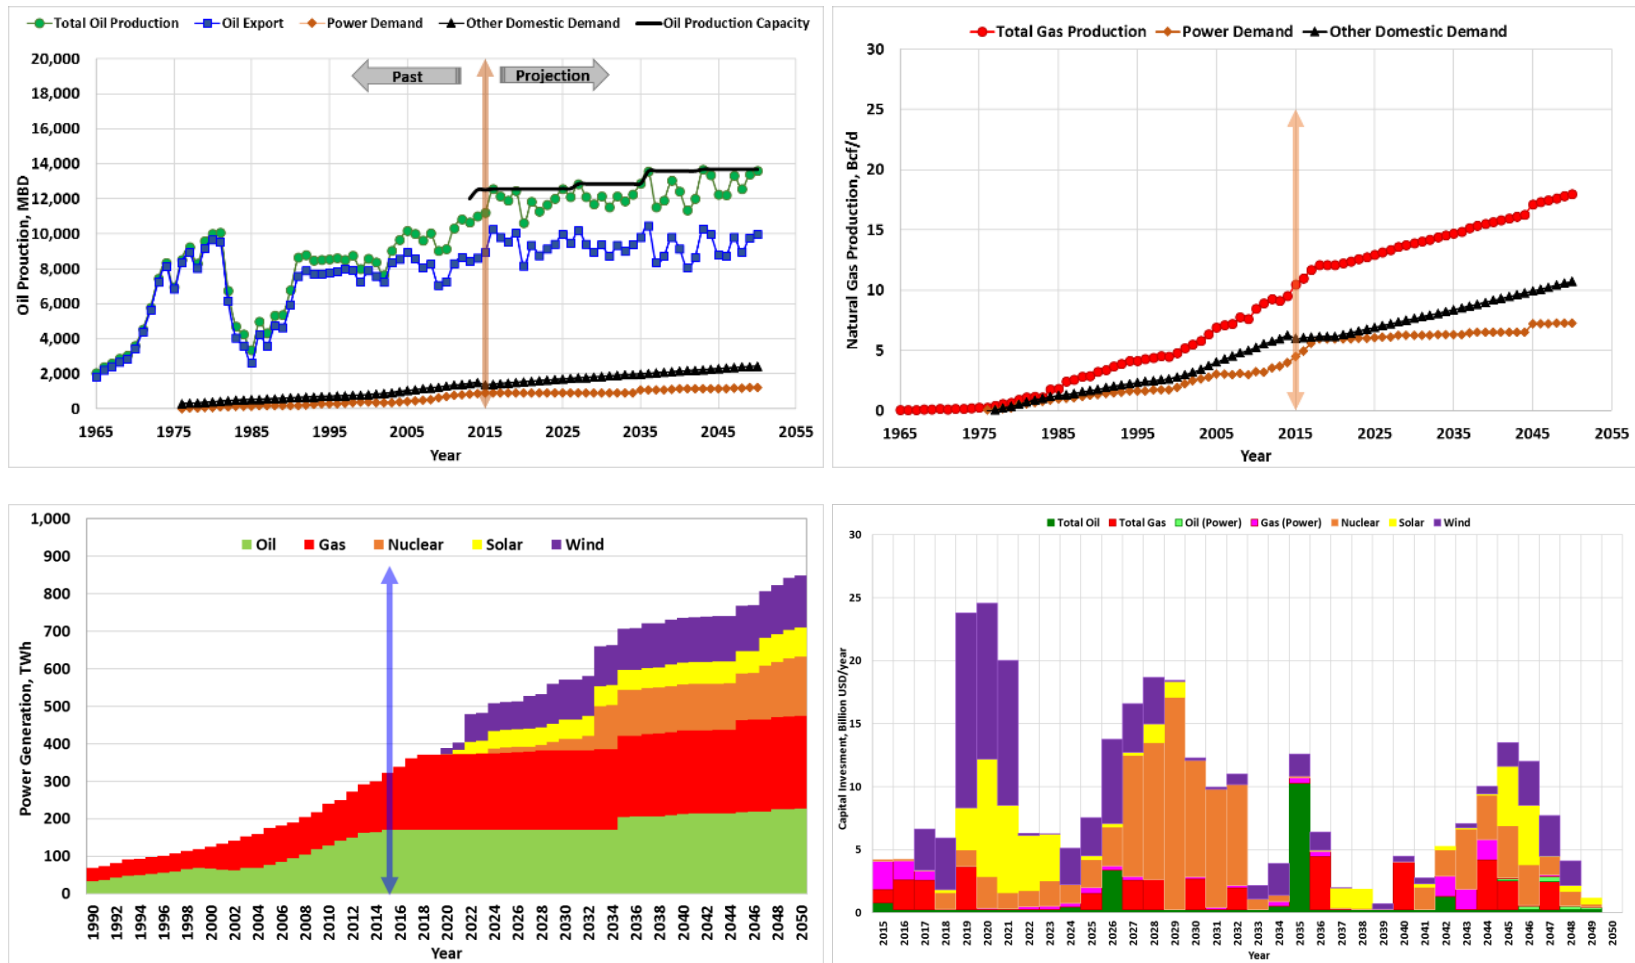 Total Oil Production Oil Export Power Demand Other Domestic Demand Oil Production Capacity
20,000
18,000
16,000
14,000
12,000
10,000
8,000
6,000
4,000
2,000
0
Past
Projection
Oil Prouction, MBD
1965 1975 1985 1995 2005 2015 2025 2035 2045 2055
Year
Total Gas Production Power Demand Other Domestic Demand
30
25
20
15
10
5
0
Natural Gas Production, Bcf/d
1965 1975 1985 1995 2005 2015 2025 2035 2045 2055
Year
1,000
900
800
700
600
500
400
300
200
100
0
Oil Gas Nuclear Solar Wind
Power Generation, TWh
1990 1992 1994 1996 1998 2000 2002 2004 2006 2008 2010 2012 2014 2016 2018 2020 2022 2024 2026 2028 2030 2032 2034 2036 2038 2040 2042 2044 2046 2048 2050
Year
Total Oil Total Gas Oil (Power) Gas (Power) Nuclear Solar Wind
30
25
20
15
10
5
0
Capital Invesment, Billion USD/year
2015 2016 2017 2018 2019 2020 2021 2022 2023 2024 2025 2026 2027 2028 2029 2030 2031 2032 2033 2034 2035 2036 2037 2038 2039 2040 2041 2042 2043 2044 2045 2046 2047 2048 2049 2050
Year